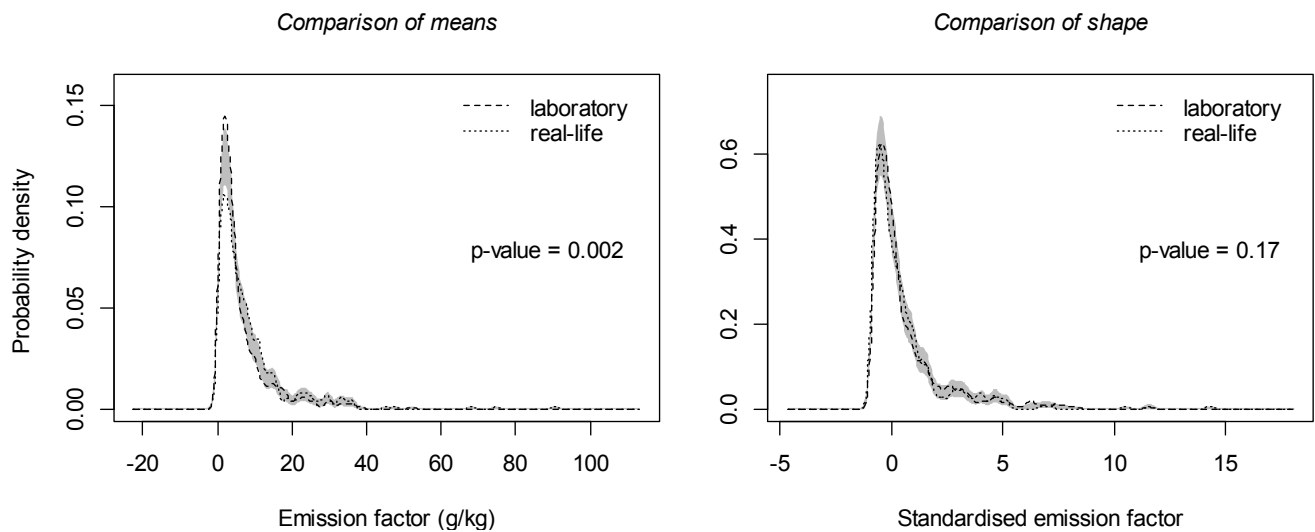 Comparison of means
Probability density
0.15
0.10
0.05
0.00
laboratory
real-life
p-value = 0.002
-20 0 20 40 60 80 100
Emission factor (g/kg)
Comparison of shape
0.6
0.4
0.2
0.0
laboratory
real-life
p-value = 0.17
-5 0 5 10 15
Standardised emission factor